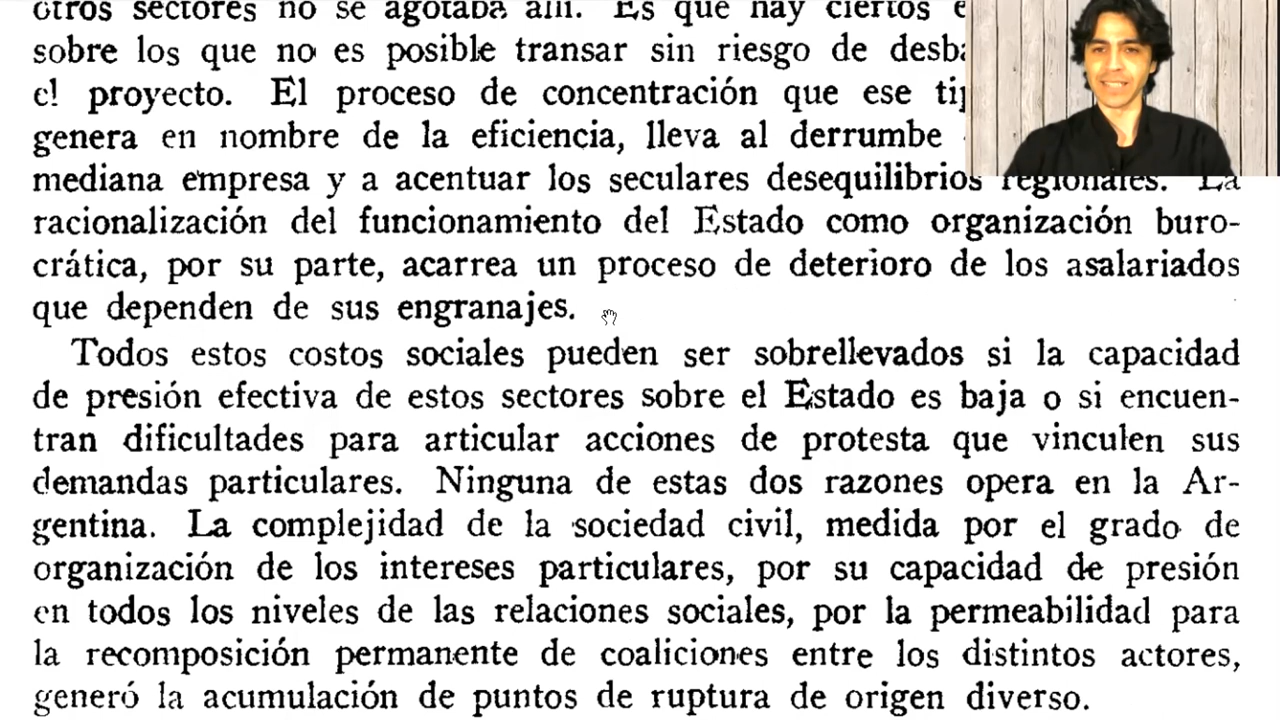 otros sectores no se agotaba allí. Es que hay ciertos
sobre los que no es posible transar sin riesgo de
el proyecto. El proceso de concentración que ese
genera en nombre de la eficiencia, lleva al derrumbe
mediana empresa y a acentuar los seculares desequilibrios regionales. La
racionalización del funcionamiento del Estado como organización buro-
crática, por su parte, acarrea un proceso de deterioro de los asalariados
que dependen de sus engranajes.
Todos estos costos sociales pueden ser sobrellevados si la capacidad
de presión efectiva de estos sectores sobre el Estado es baja o si encuen-
tran dificultades para articular acciones de protesta que vinculen sus
demandas particulares. Ninguna de estas dos razones opera en la Ar-
gentina. La complejidad de la sociedad civil, medida por el grado de
organización de los intereses particulares, por su capacidad de presión
en todos los niveles de las relaciones sociales, por la permeabilidad para
la recomposición permanente de coaliciones entre los distintos actores,
generó la acumulación de puntos de ruptura de origen diverso.